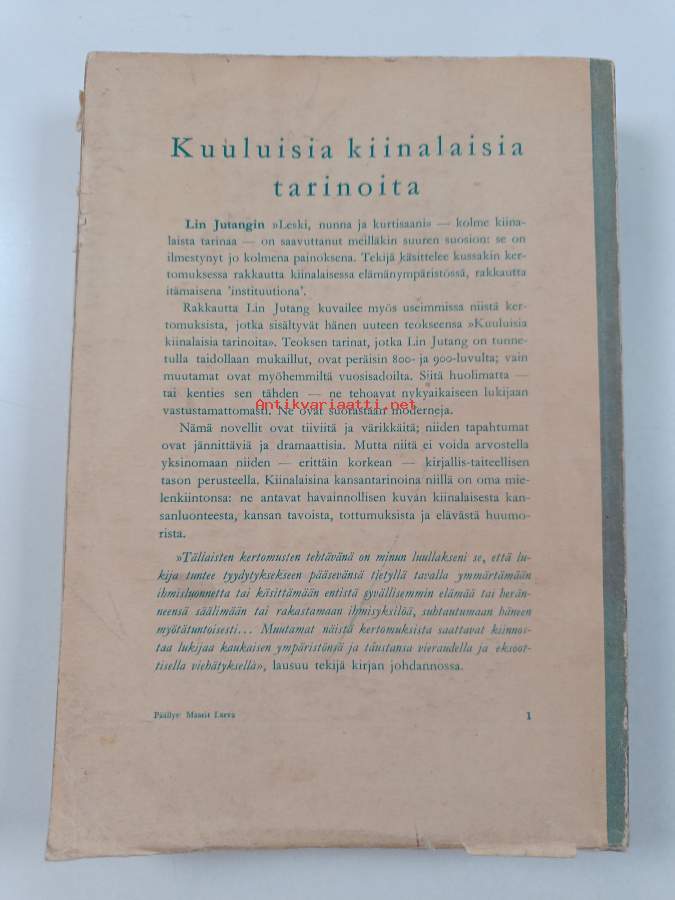 Kuuluisia kiinalaisia
tarinoita
Lin Jutangin »Leski, nunna ja kurtisaani» — kolme kiina-
laista tarinaa — on saavuttanut meilläkin suuren suosion: se on
ilmestynyt jo kolmena painoksena. Tekijä käsittelee kussakin ker-
tomuksessa rakkautta kiinalaisessa elämänympäristössä, rakkautta
itämaisena 'instituutiona'.
Rakkautta Lin Jutang kuvailee myös useimmissa niistä ker-
tomuksista, jotka sisältyvät hänen uuteen teokseensa »Kuuluisia
kiinalaisia tarinoita». Teoksen tarinat, jotka Lin Jutang on tunne-
tulla taidollaan mukaillut, ovat peräisin 800- ja 900-luvulta; vain
muutamat ovat myöhemmiltä vuosisadoilta. Siitä huolimatta —
tai kenties sen tähden — ne tehoavat nykyaikaiseen lukijaan
Antikvariaatti.net
vastustamattomasti. Ne ovat suorastaan moderneja.
Nämä novellit ovat tiiviitä ja värikkäitä; niiden tapahtumat
ovat jännittäviä ja dramaattisia. Mutta niitä ei voida arvostella
yksinomaan niiden — erittäin korkean — kirjallis-taiteellisen
tason perusteella. Kiinalaisina kansantarinoina niillä on oma mie-
lenkiintonsa: ne antavat havainnollisen kuvan kiinalaisesta kan-
sanluonteesta, kansan tavoista, tottumuksista ja elävästä huumo-
rista.
»Tällaisten kertomusten tehtävänä on minun luullakseni se, että lu-
kija tuntee tyydytyksekseen pääsevänsä tietyllä tavalla ymmärtämään
ihmisluonnetta tai käsittämään entistä syvällisemmin elämää tai herän-
neensä säälimään tai rakastamaan ihmisyksilöä, suhtautumaan häneen
myötätuntoisesti... Muutamat näistä kertomuksista saattavat kiinnos-
taa lukijaa kaukaisen ympäristönsä ja taustansa vieraudella ja eksoot-
tisella viehätyksellä», lausuu tekijä kirjan johdannossa.
Päällys: Maarit Larva 1